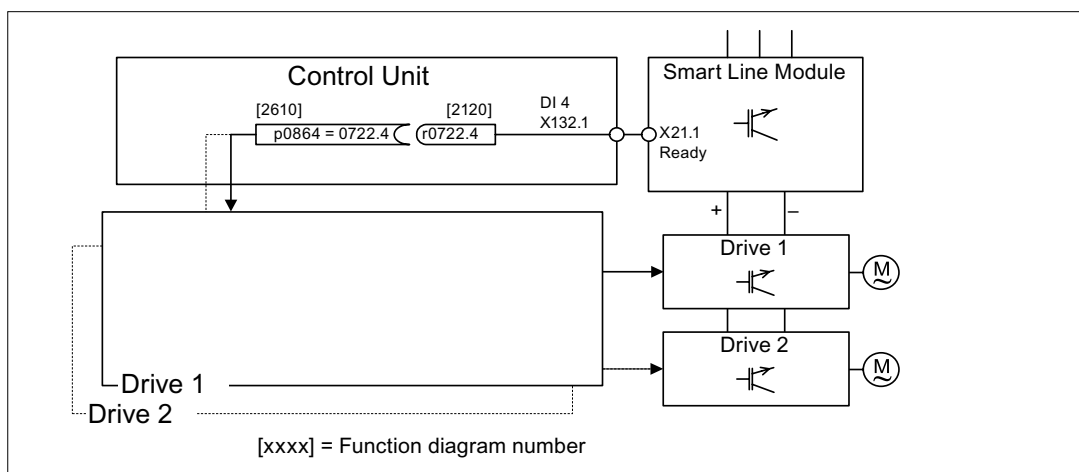 Control Unit
[2610]
[2120]
p0864 = 0722.4
r0722.4
DI 4
X132.1
Smart Line Module
X21.1
Ready
+
–
Drive 1
M
~
Drive 2
M
~
Drive 1
Drive 2
[xxxx] = Function diagram number